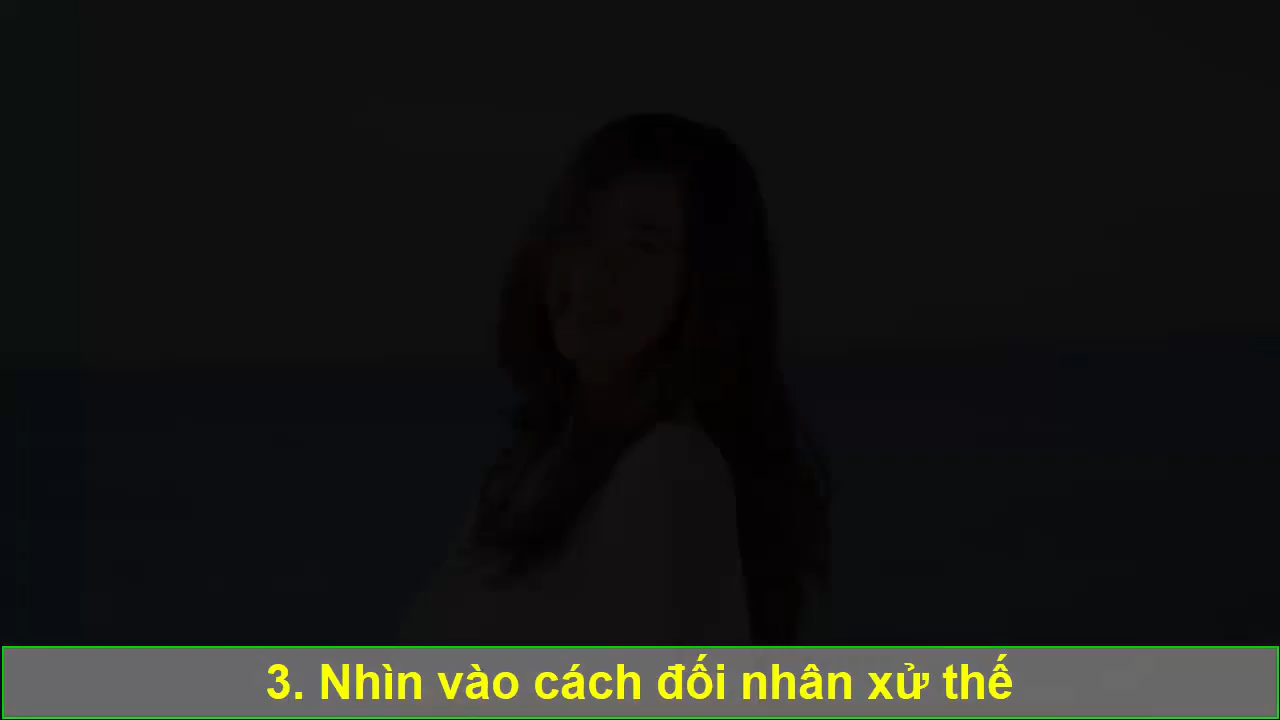 3. Nhìn vào cách đối nhân xử thế